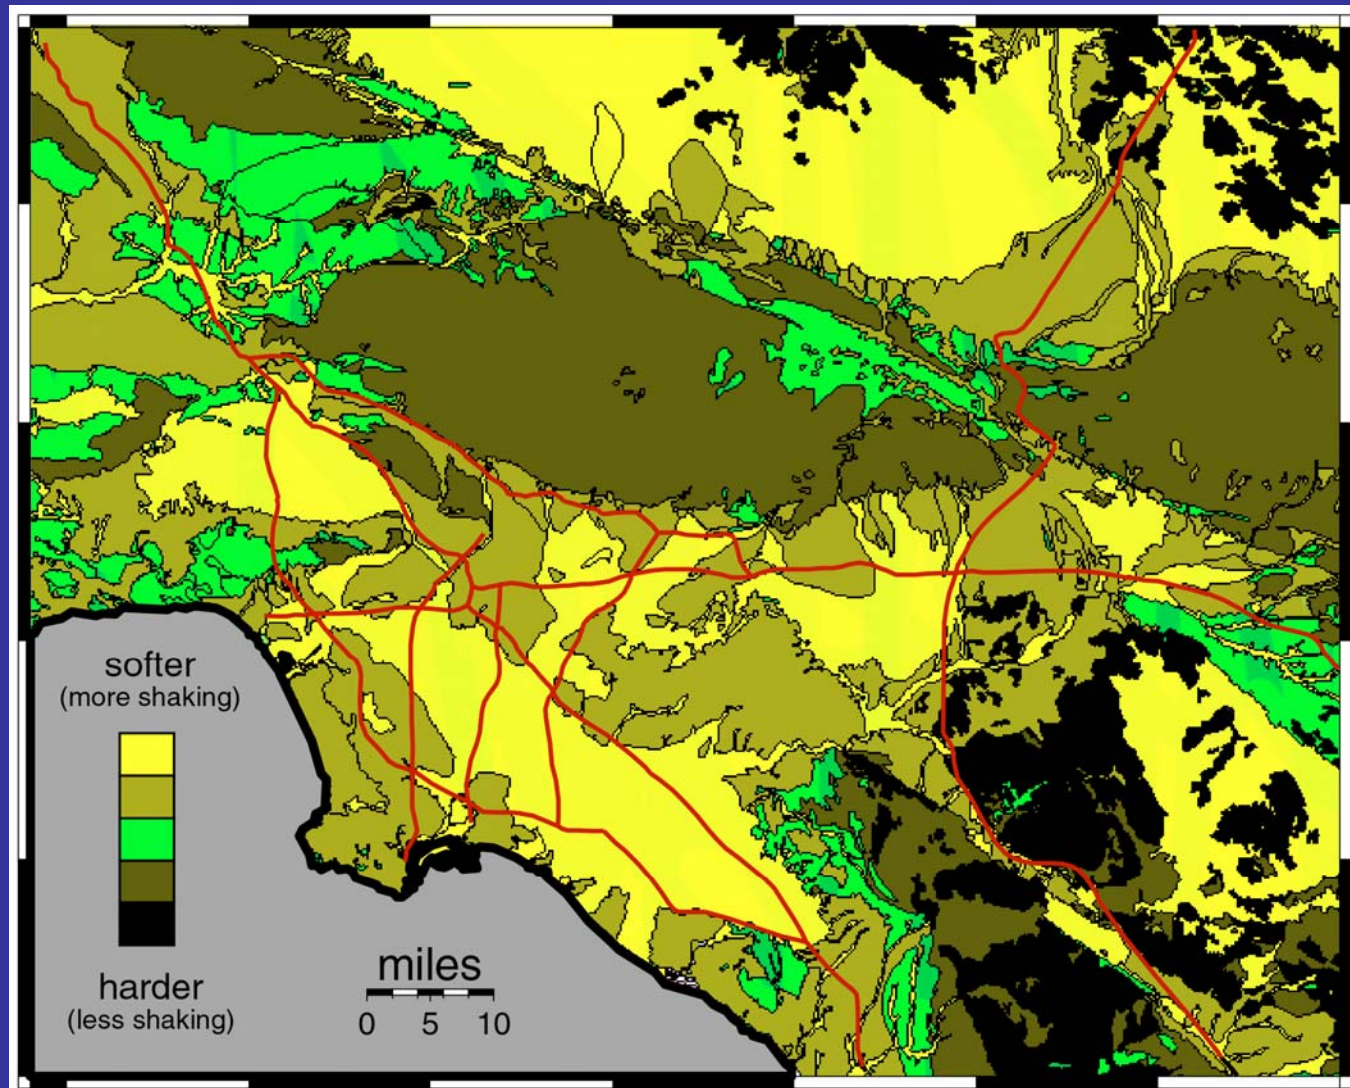 softer
(more shaking)
harder
(less shaking)
miles
0 5 10